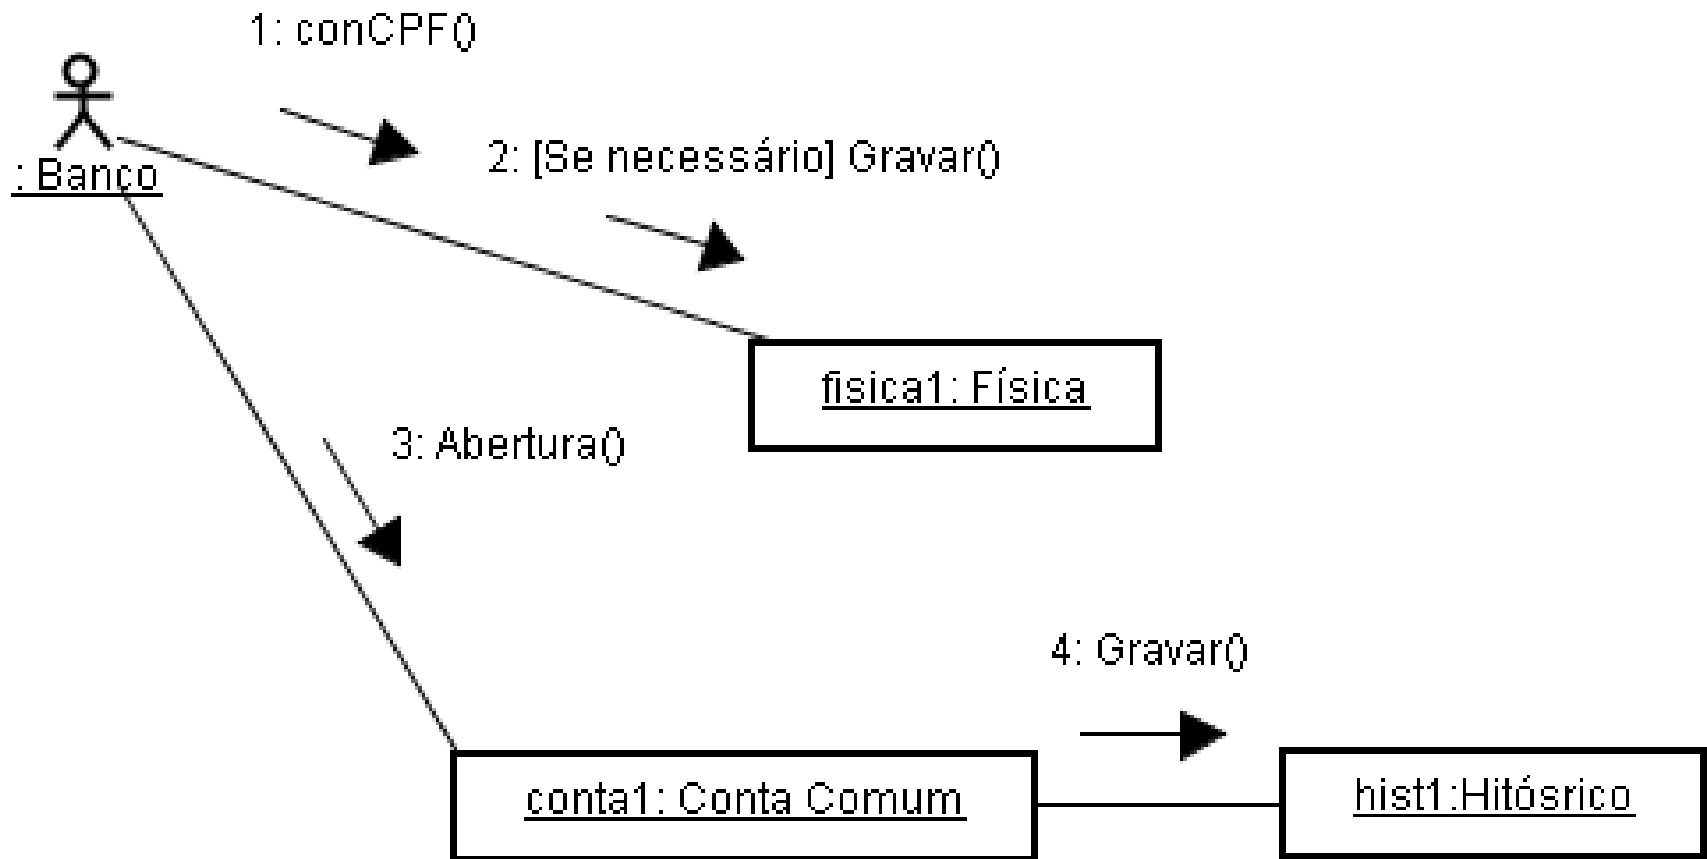 1: conCPF()
2: [Se necessário] Gravar()
: Banco
fisica1: Física
3: Abertura()
4: Gravar()
conta1: Conta Comum
hist1:Hitósrico